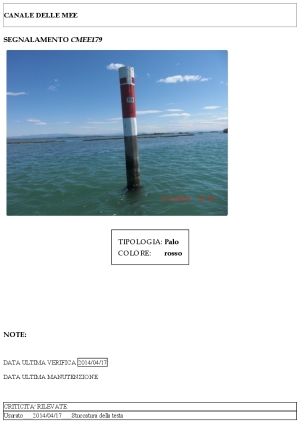 CANALE DELLE MEE
SEGNALAMENTO CMEE179
TIPOLOGIA: Palo
COLORE: rosso
NOTE:
DATA ULTIMA VERIFICA 2014/04/17
DATA ULTIMA MANUTENZIONE
CRITICITA' RILEVATE
Usurato 2014/04/17 Stuccatura della testa